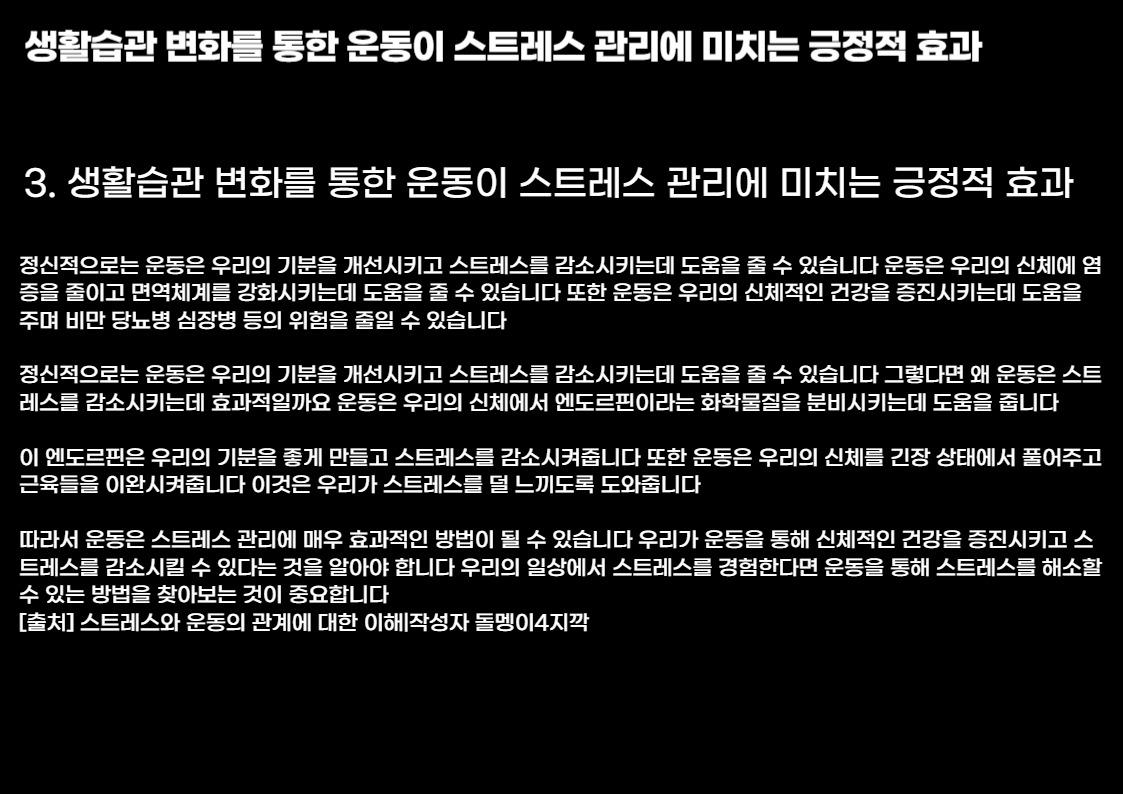 생활습관 변화를 통한 운동이 스트레스 관리에 미치는 긍정적 효과
3. 생활습관 변화를 통한 운동이 스트레스 관리에 미치는 긍정적 효과
정신적으로는 운동은 우리의 기분을 개선시키고 스트레스를 감소시키는데 도움을 줄 수 있습니다 운동은 우리의 신체에 염
증을 줄이고 면역체계를 강화시키는데 도움을 줄 수 있습니다 또한 운동은 우리의 신체적인 건강을 증진시키는데 도움을
주며 비만 당뇨병 심장병 등의 위험을 줄일 수 있습니다
정신적으로는 운동은 우리의 기분을 개선시키고 스트레스를 감소시키는데 도움을 줄 수 있습니다 그렇다면 왜 운동은 스트
레스를 감소시키는데 효과적일까요 운동은 우리의 신체에서 엔도르핀이라는 화학물질을 분비시키는데 도움을 줍니다
이 엔도르핀은 우리의 기분을 좋게 만들고 스트레스를 감소시켜줍니다 또한 운동은 우리의 신체를 긴장 상태에서 풀어주고
근육들을 이완시켜줍니다 이것은 우리가 스트레스를 덜 느끼도록 도와줍니다
따라서 운동은 스트레스 관리에 매우 효과적인 방법이 될 수 있습니다 우리가 운동을 통해 신체적인 건강을 증진시키고 스
트레스를 감소시킬 수 있다는 것을 알아야 합니다 우리의 일상에서 스트레스를 경험한다면 운동을 통해 스트레스를 해소할
수 있는 방법을 찾아보는 것이 중요합니다
[출처] 스트레스와 운동의 관게에 대한 이해|작성자 돌멩이4지깍